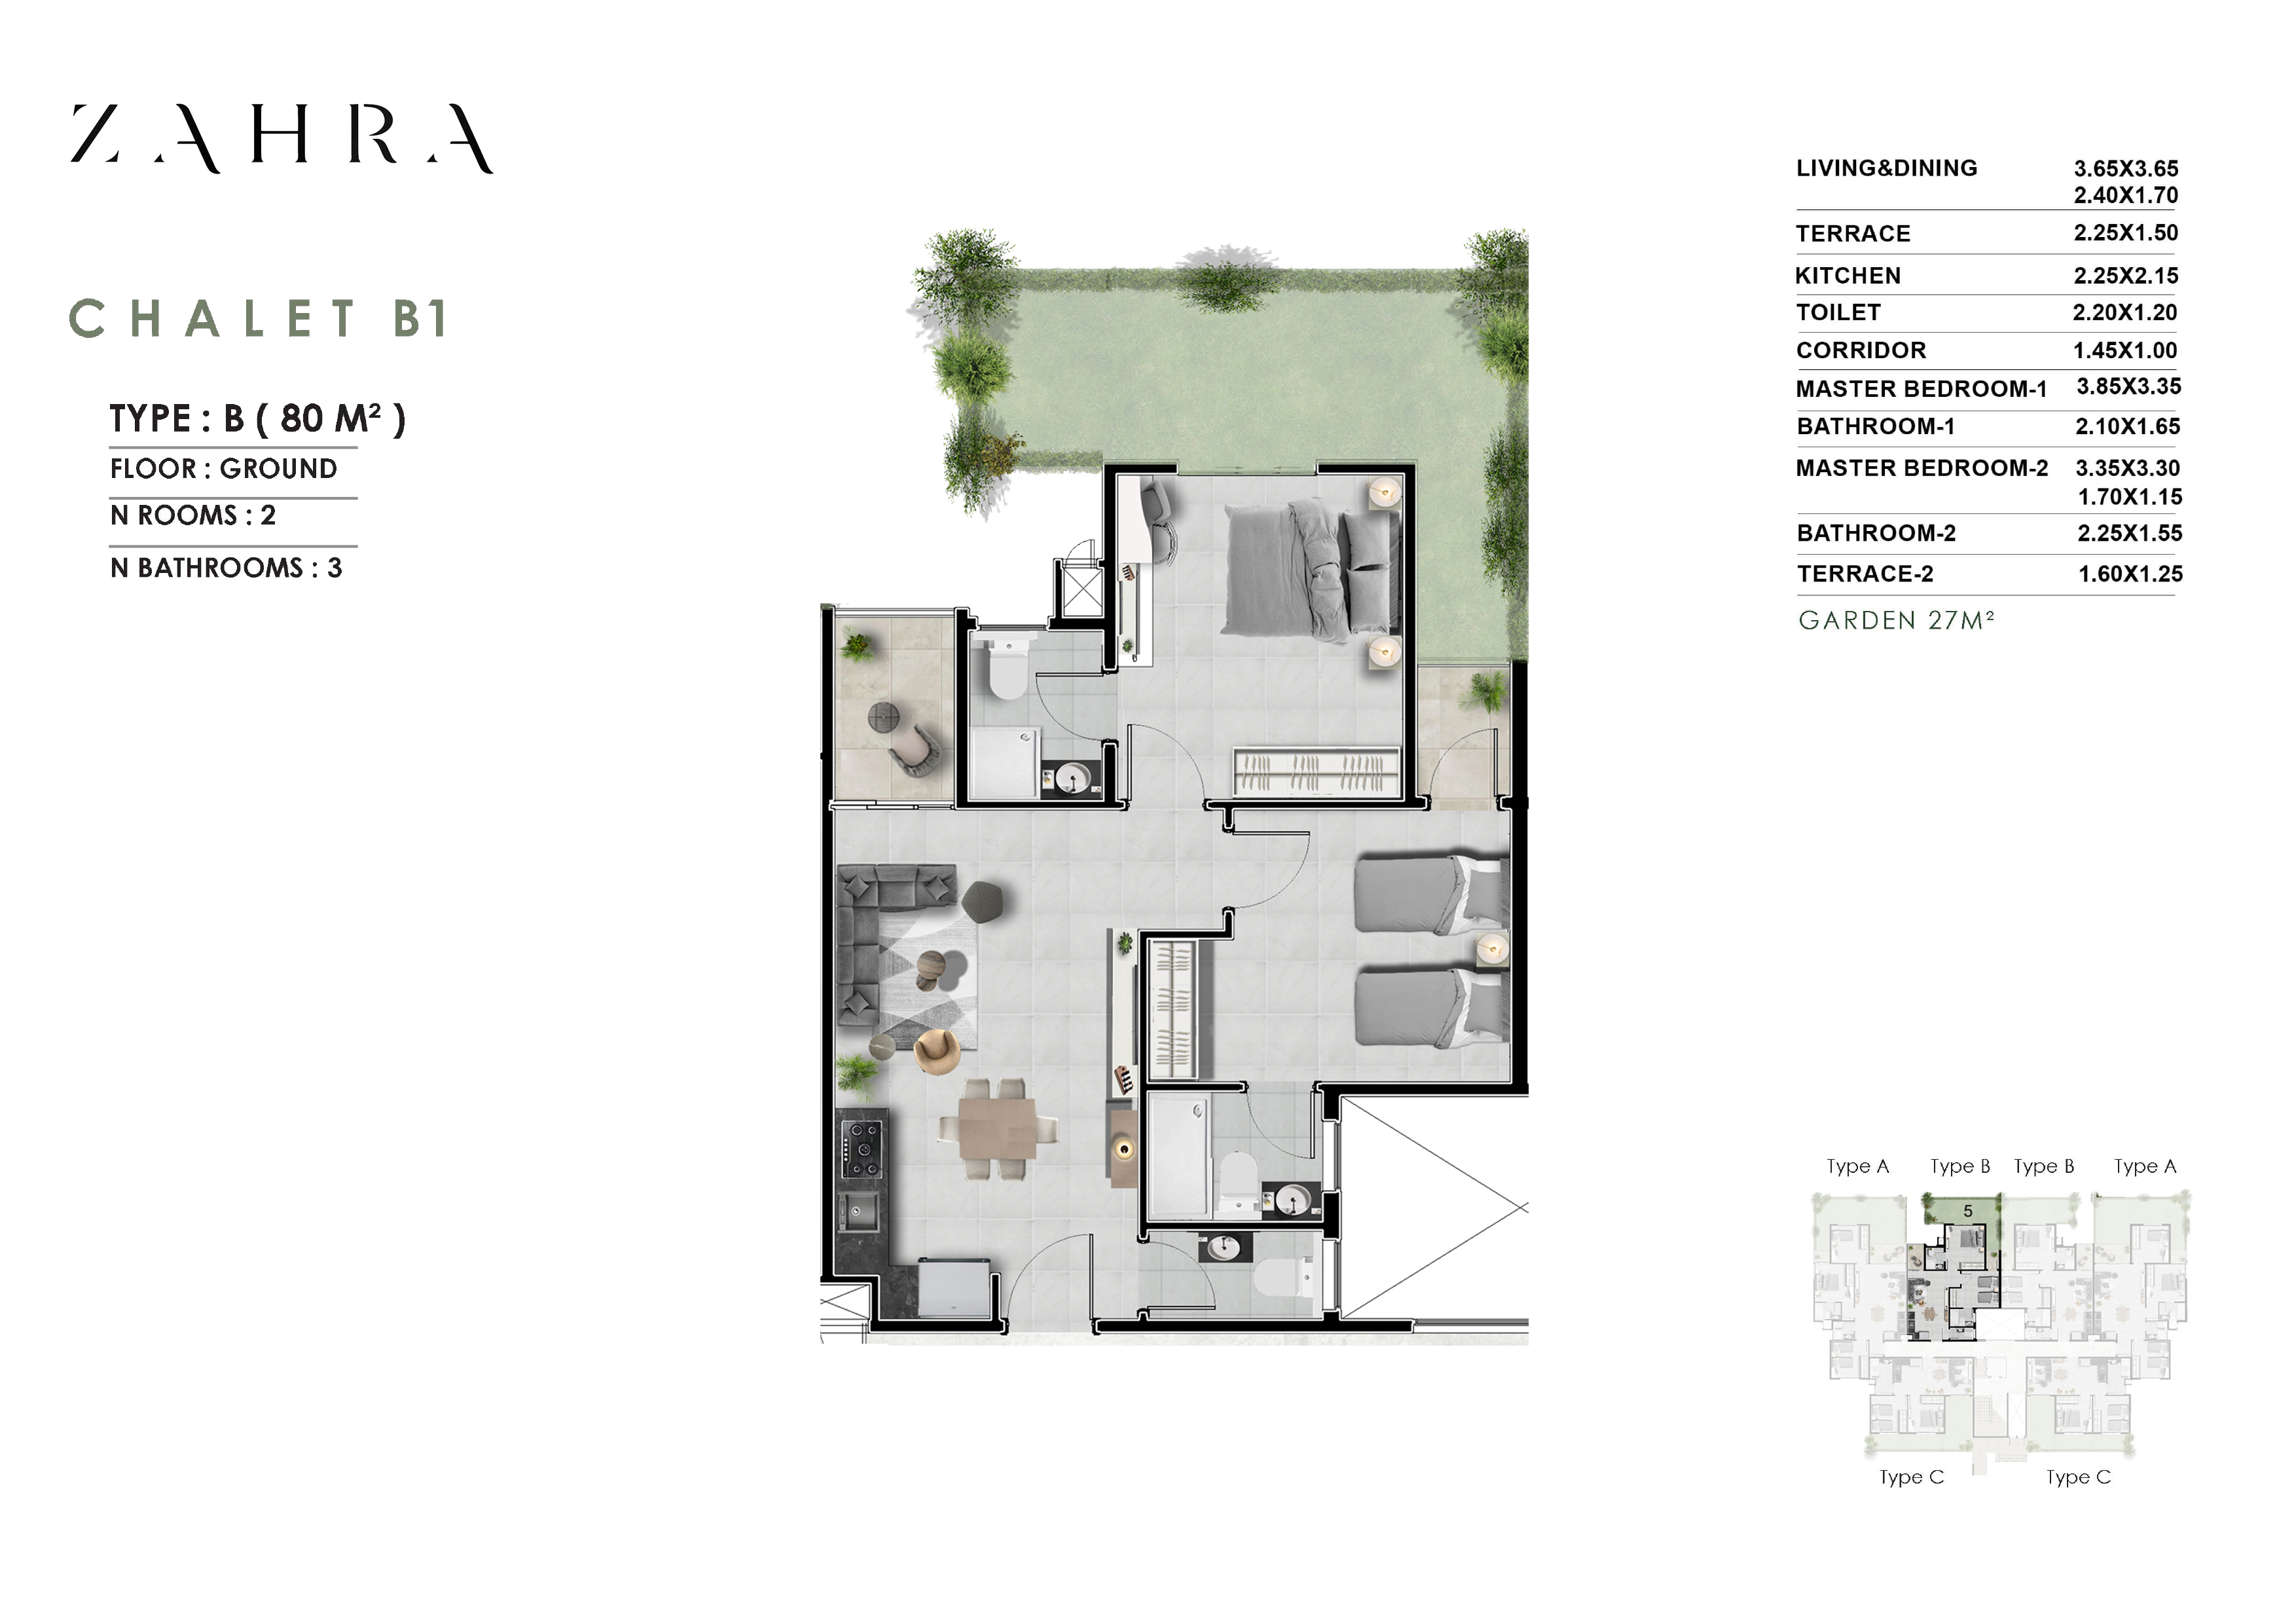 ZAHRA
CHALET B1
TYPE : B ( 80 M² )
FLOOR : GROUND
N ROOMS : 2
N BATHROOMS : 3
LIVING&DINING 3.65X3.65
2.40X1.70
TERRACE 2.25X1.50
KITCHEN 2.25X2.15
TOILET 2.20X1.20
CORRIDOR 1.45X1.00
MASTER BEDROOM-1 3.85X3.35
BATHROOM-1 2.10X1.65
MASTER BEDROOM-2 3.35X3.30
1.70X1.15
BATHROOM-2 2.25X1.55
TERRACE-2 1.60X1.25
GARDEN 27M²
Type A Type B Type B Type A
5
Type C Type C